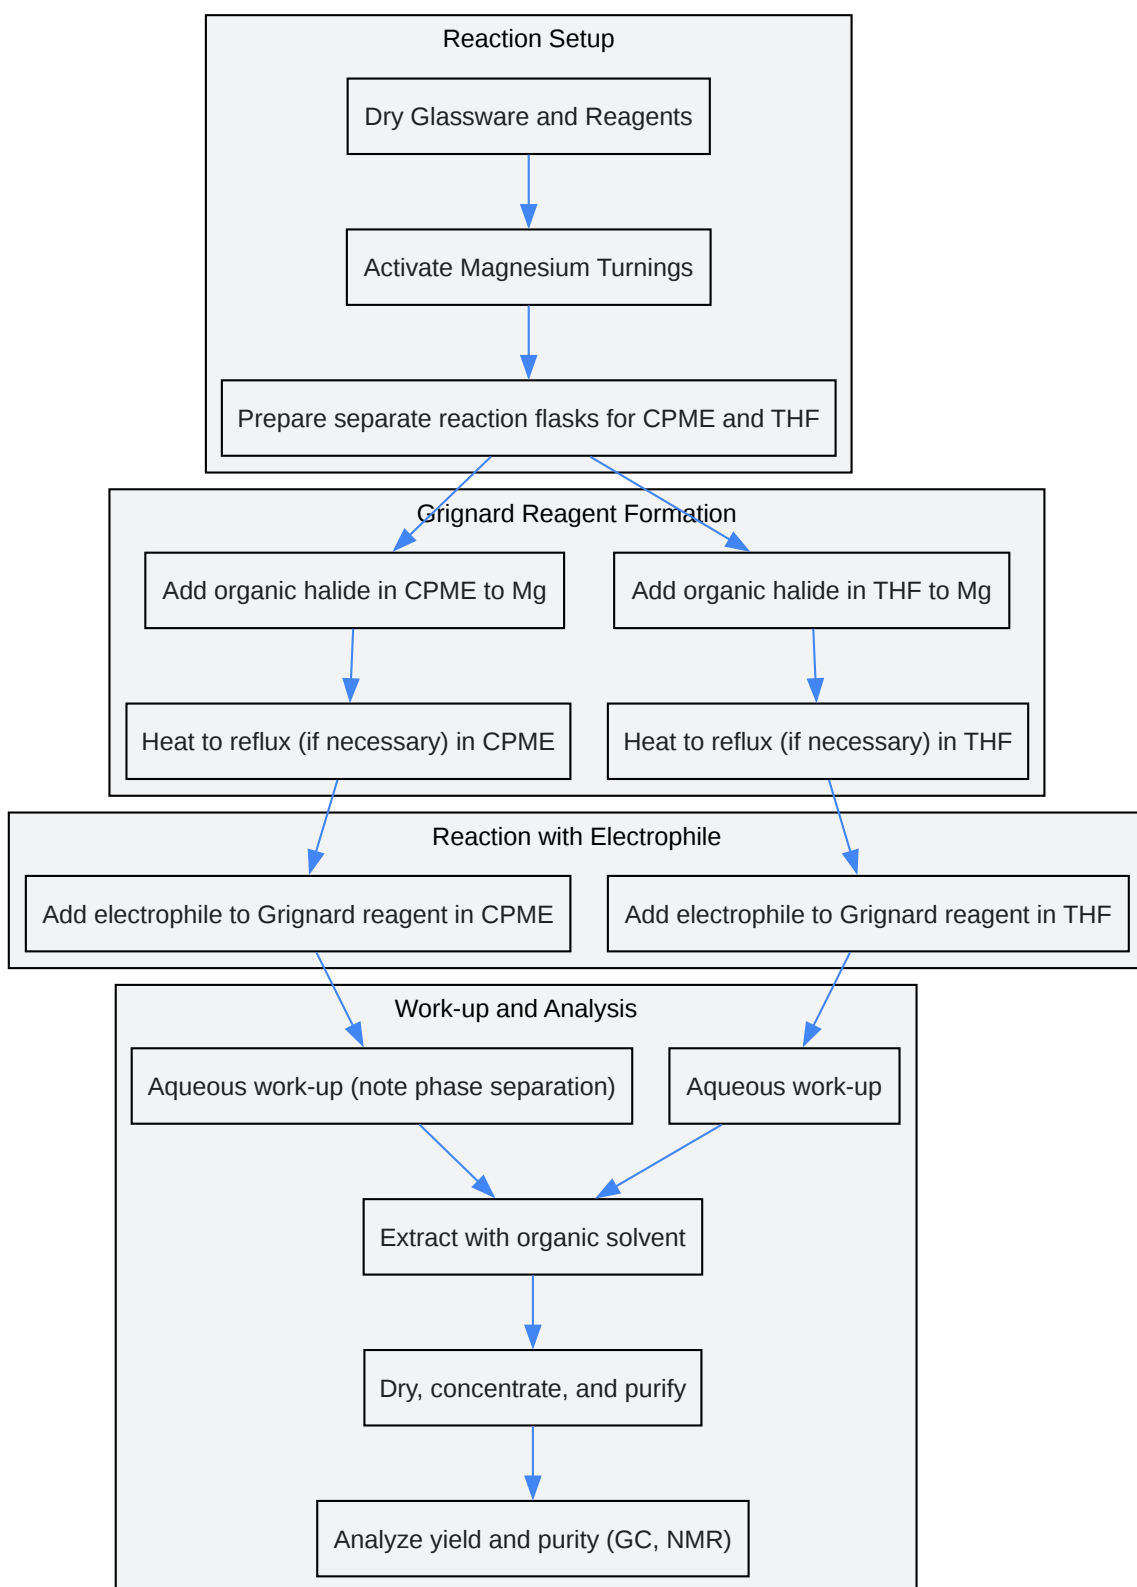 Reaction Setup
Dry Glassware and Reagents
Activate Magnesium Turnings
Prepare separate reaction flasks for CPME and THF
Grignard Reagent Formation
Add organic halide in CPME to Mg
Add organic halide in THF to Mg
Heat to reflux (if necessary) in CPME
Heat to reflux (if necessary) in THF
Reaction with Electrophile
Add electrophile to Grignard reagent in CPME
Add electrophile to Grignard reagent in THF
Work-up and Analysis
Aqueous work-up (note phase separation)
Aqueous work-up
Extract with organic solvent
Dry, concentrate, and purify
Analyze yield and purity (GC, NMR)